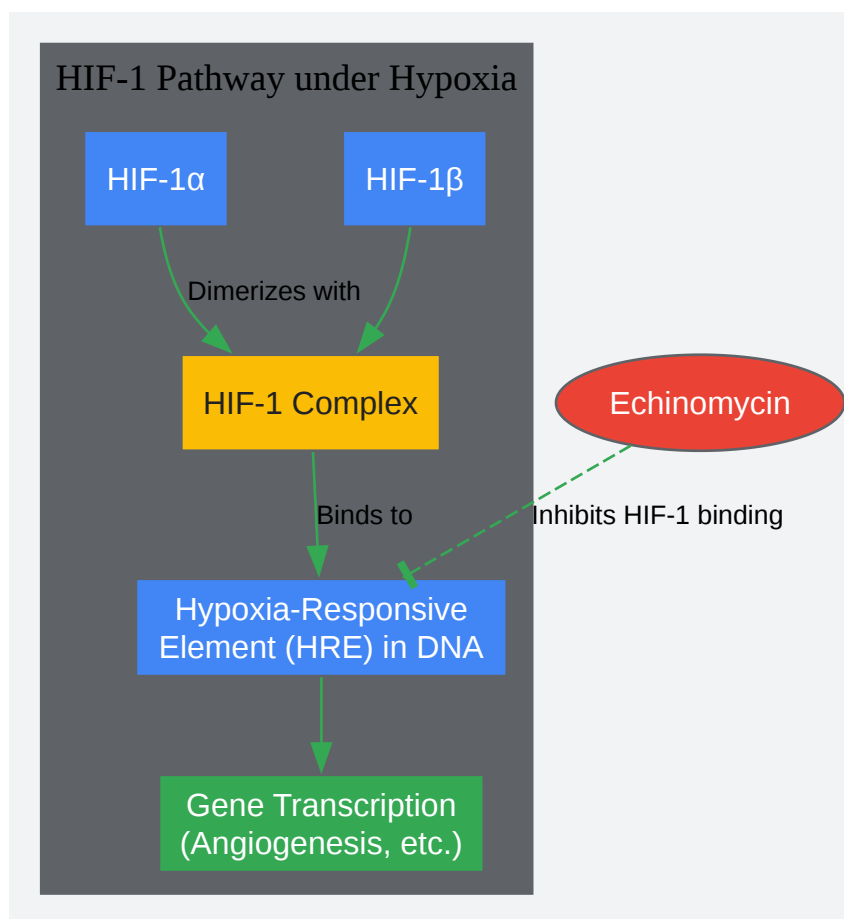 HIF-1 Pathway under Hypoxia
HIF-1α
HIF-1β
Dimerizes with
HIF-1 Complex
Echinomycin
Binds to
Inhibits HIF-1 binding
Hypoxia-Responsive
Element (HRE) in DNA
Gene Transcription
(Angiogenesis, etc.)